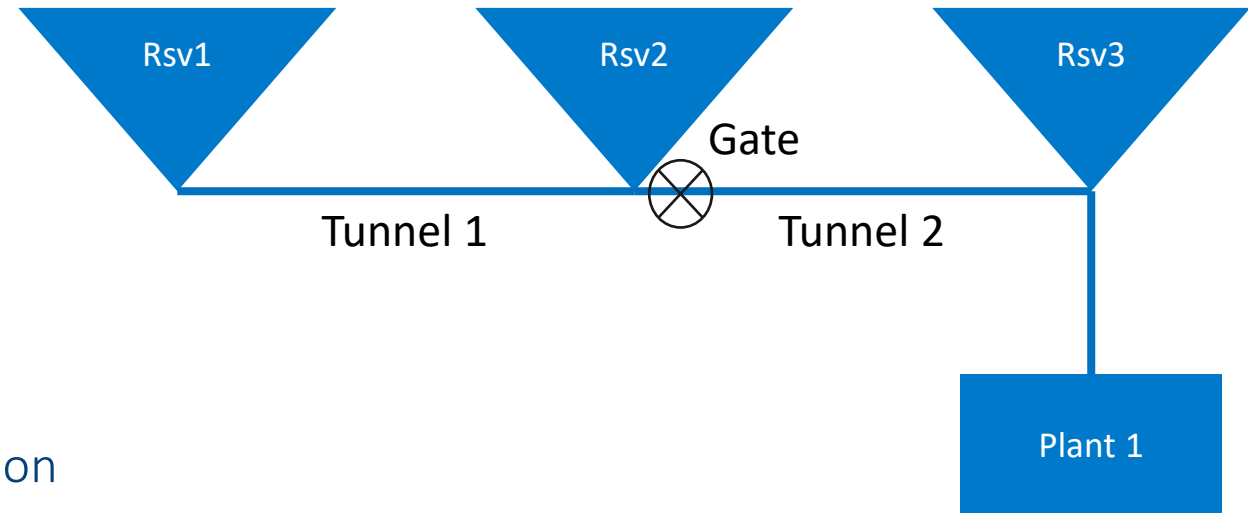 Rsv1
Rsv2
Rsv3
Gate
Tunnel 1
Tunnel 2
Plant 1
on